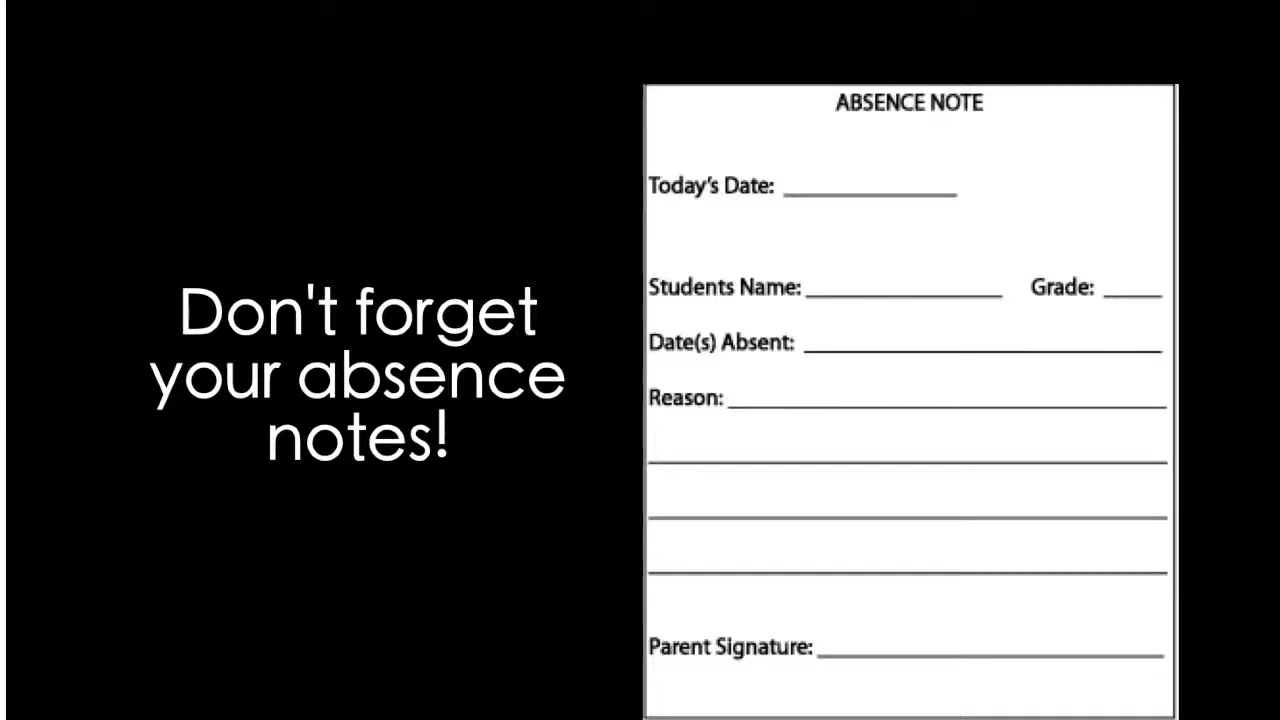 Don't forget
your absence
notes!
ABSENCE NOTE
Today's Date:
Students Name: Grade:
Date(s) Absent:
Reason:
Parent Signature: